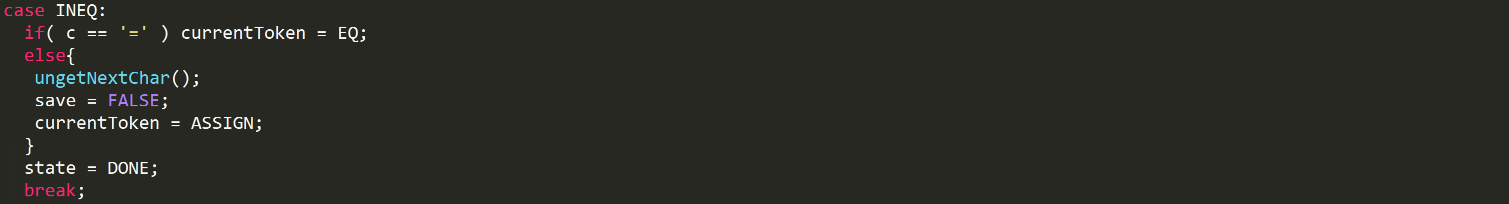 case INEQ:
  if( c == '=' ) currentToken = EQ;
  else{
   ungetNextChar();
   save = FALSE;
   currentToken = ASSIGN;
  }
  state = DONE;
  break;